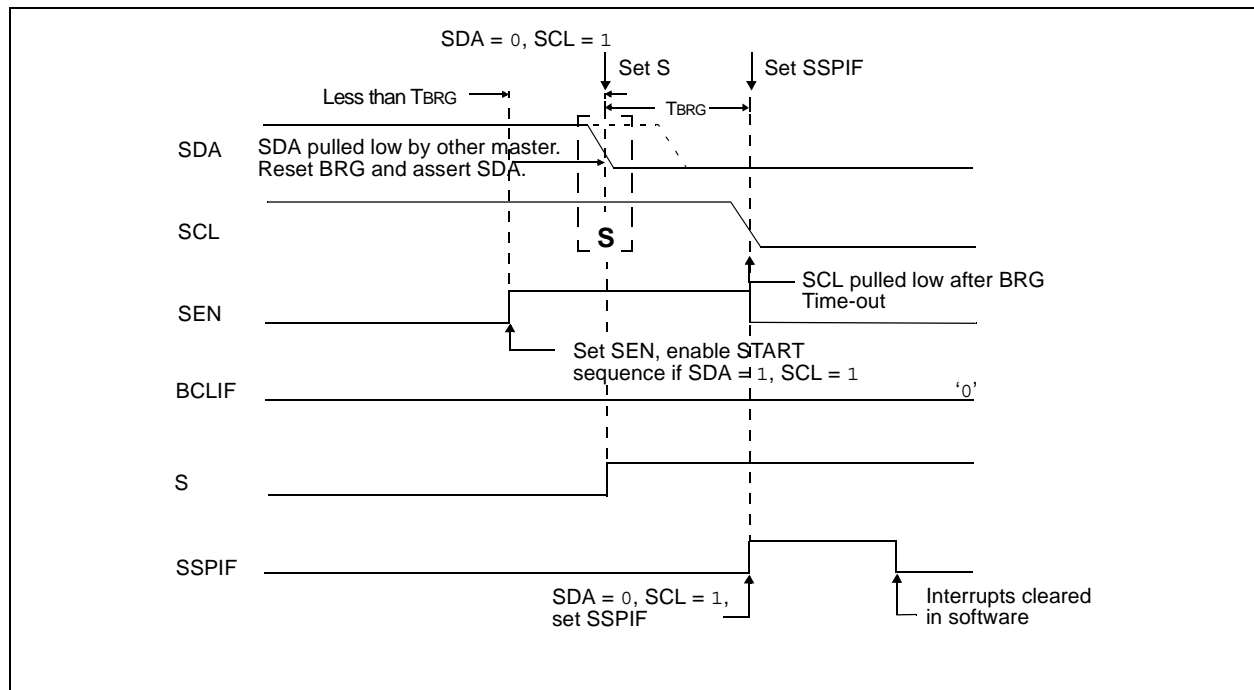 SDA = 0, SCL = 1
Set S
Set SSPIF
Less than TBRG
TBRG
SDA
SDA pulled low by other master.
Reset BRG and assert SDA.
SCL
S
SCL pulled low after BRG
Time-out
SEN
Set SEN, enable START
sequence if SDA = 1, SCL = 1
BCLIF
‘0’
S
SSPIF
SDA = 0, SCL = 1,
set SSPIF
Interrupts cleared
in software